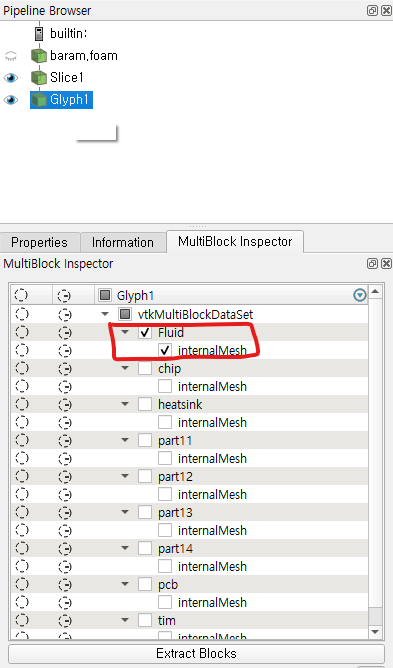 Pipeline Browser
builtin:
baram.foam
Slice1
Glyph1
Properties
Information
MultiBlock Inspector
MultiBlock Inspector
Glyph1
vtkMultiBlockDataSet
Fluid
internalMesh
chip
internalMesh
heatsink
internalMesh
part11
internalMesh
part12
internalMesh
part13
internalMesh
part14
internalMesh
pcb
internalMesh
tim
internalMesh
Extract Blocks